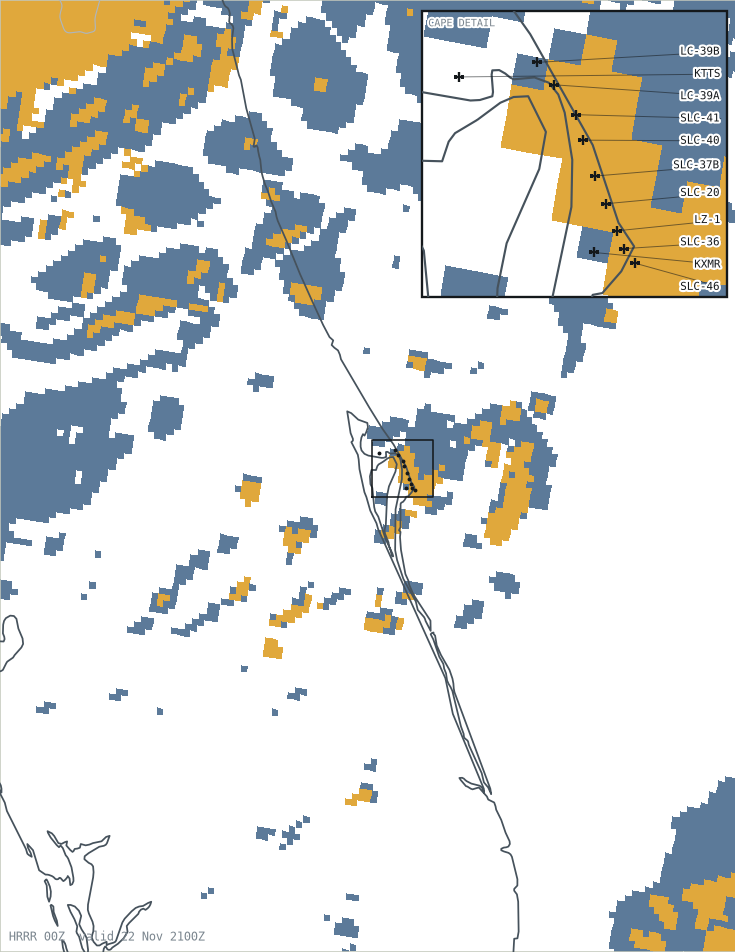 CAPE DETAIL
LC-39B
KTTS
LC-39A
SLC-41
SLC-40
SLC-37B
SLC-20
LZ-1
SLC-36
KXMR
SLC-46
HRRR 00Z  valid 22 Nov 2100Z